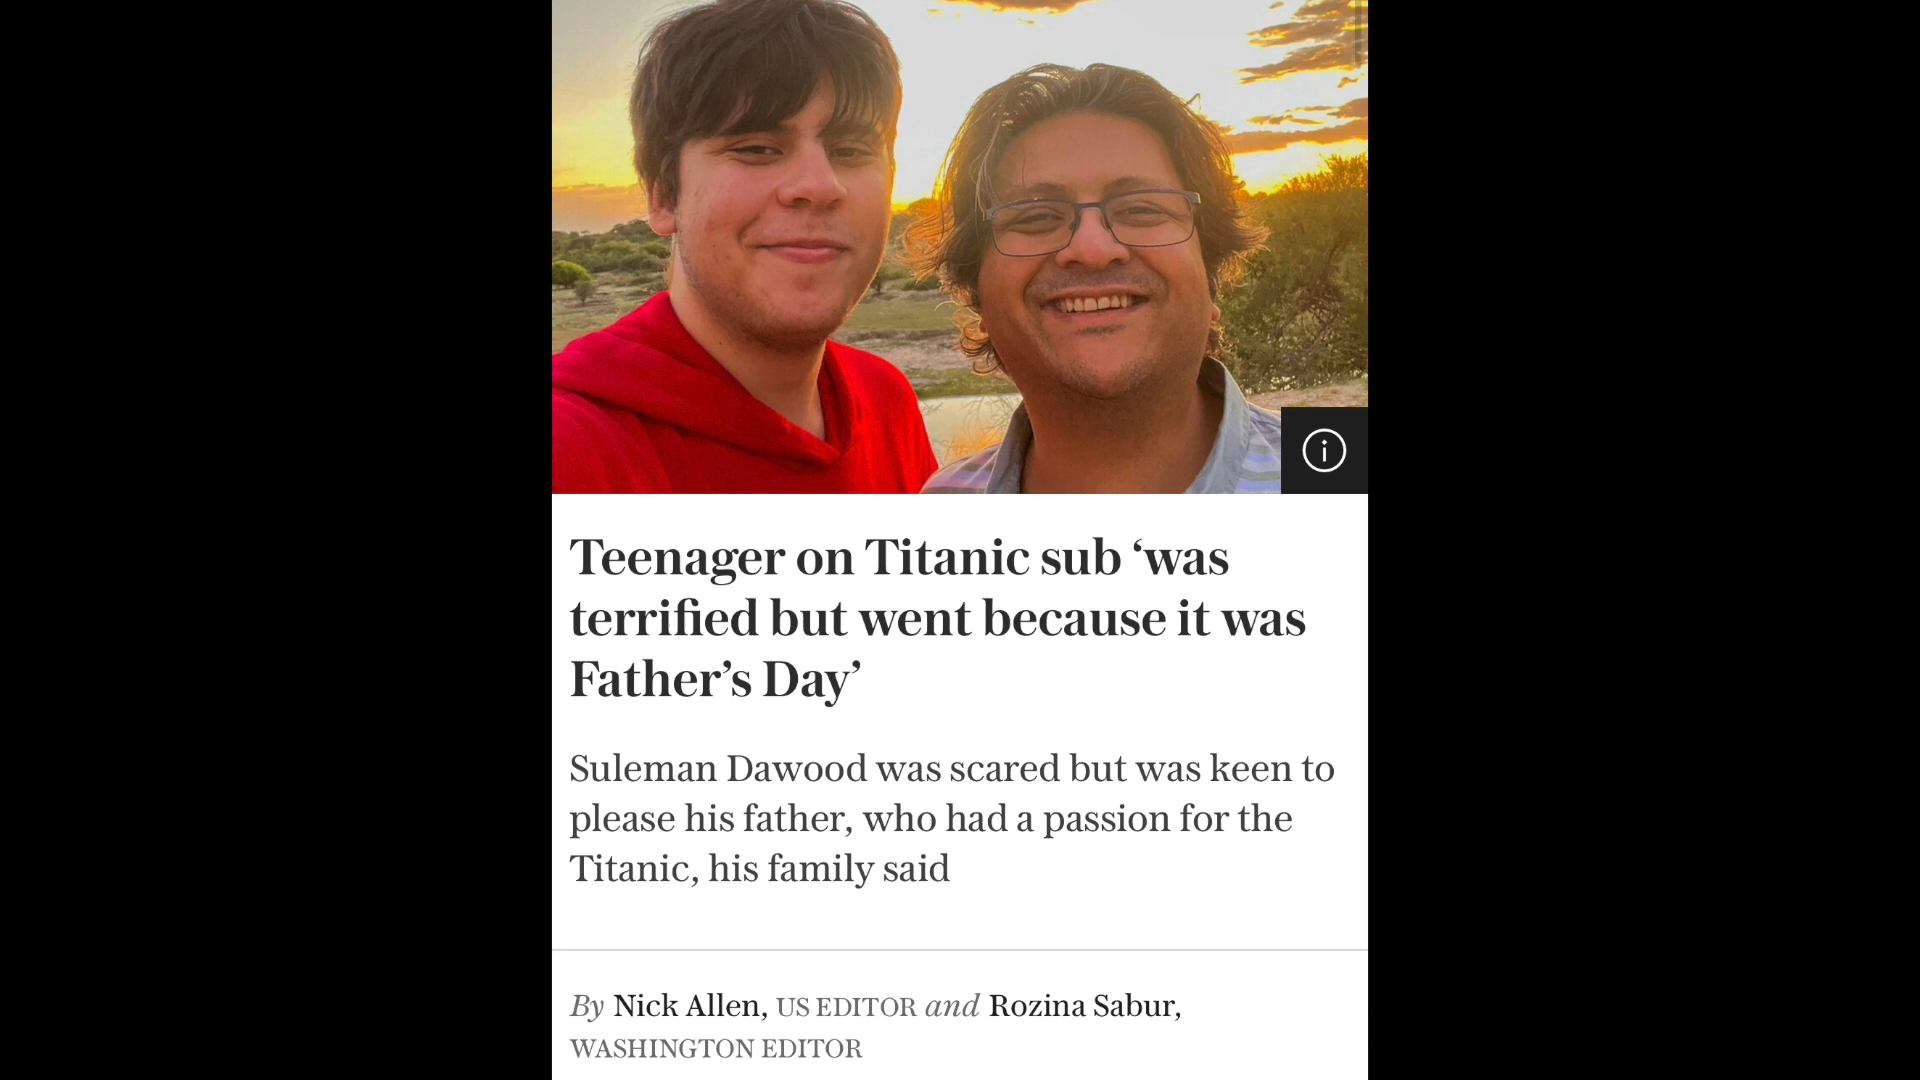 Teenager on Titanic sub ‘was
terrified but went because it was
Father’s Day’
Suleman Dawood was scared but was keen to
please his father, who had a passion for the
Titanic, his family said
By Nick Allen, US EDITOR and Rozina Sabur,
WASHINGTON EDITOR